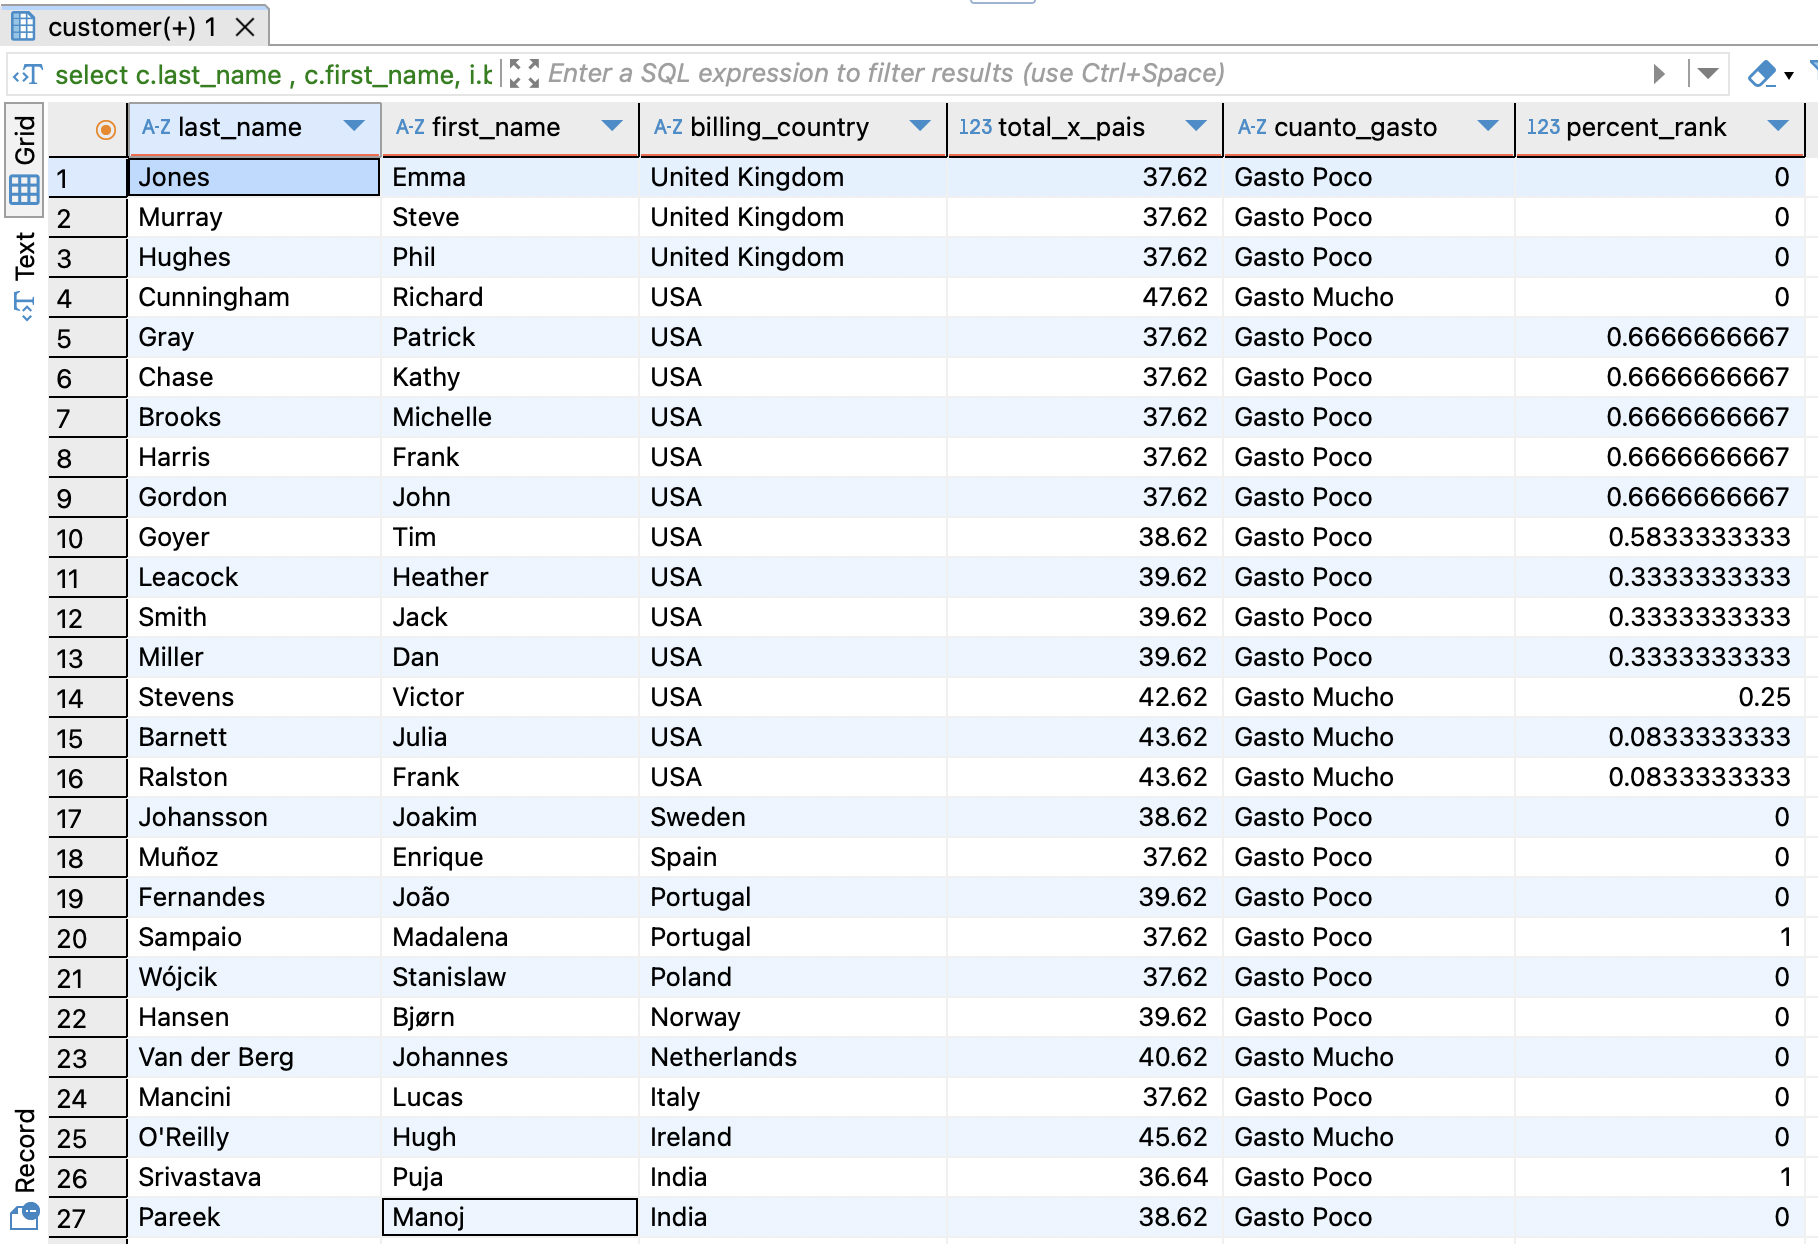 customer(+) 1
select c.last_name , c.first_name, i.b Enter a SQL expression to filter results (use Ctrl+Space)
Grid
Text
Record
A-Z last_name A-Z first_name A-Z billing_country 123 total_x_pais A-Z cuanto_gasto 123 percent_rank
1 Jones Emma United Kingdom 37.62 Gasto Poco 0
2 Murray Steve United Kingdom 37.62 Gasto Poco 0
3 Hughes Phil United Kingdom 37.62 Gasto Poco 0
4 Cunningham Richard USA 47.62 Gasto Mucho 0
5 Gray Patrick USA 37.62 Gasto Poco 0.6666666667
6 Chase Kathy USA 37.62 Gasto Poco 0.6666666667
7 Brooks Michelle USA 37.62 Gasto Poco 0.6666666667
8 Harris Frank USA 37.62 Gasto Poco 0.6666666667
9 Gordon John USA 37.62 Gasto Poco 0.6666666667
10 Goyer Tim USA 38.62 Gasto Poco 0.5833333333
11 Leacock Heather USA 39.62 Gasto Poco 0.3333333333
12 Smith Jack USA 39.62 Gasto Poco 0.3333333333
13 Miller Dan USA 39.62 Gasto Poco 0.3333333333
14 Stevens Victor USA 42.62 Gasto Mucho 0.25
15 Barnett Julia USA 43.62 Gasto Mucho 0.0833333333
16 Ralston Frank USA 43.62 Gasto Mucho 0.0833333333
17 Johansson Joakim Sweden 38.62 Gasto Poco 0
18 Muñoz Enrique Spain 37.62 Gasto Poco 0
19 Fernandes João Portugal 39.62 Gasto Poco 0
20 Sampaio Madalena Portugal 37.62 Gasto Poco 1
21 Wójcik Stanislaw Poland 37.62 Gasto Poco 0
22 Hansen Bjørn Norway 39.62 Gasto Poco 0
23 Van der Berg Johannes Netherlands 40.62 Gasto Mucho 0
24 Mancini Lucas Italy 37.62 Gasto Poco 0
25 O'Reilly Hugh Ireland 45.62 Gasto Mucho 0
26 Srivastava Puja India 36.64 Gasto Poco 1
27 Pareek Manoj India 38.62 Gasto Poco 0